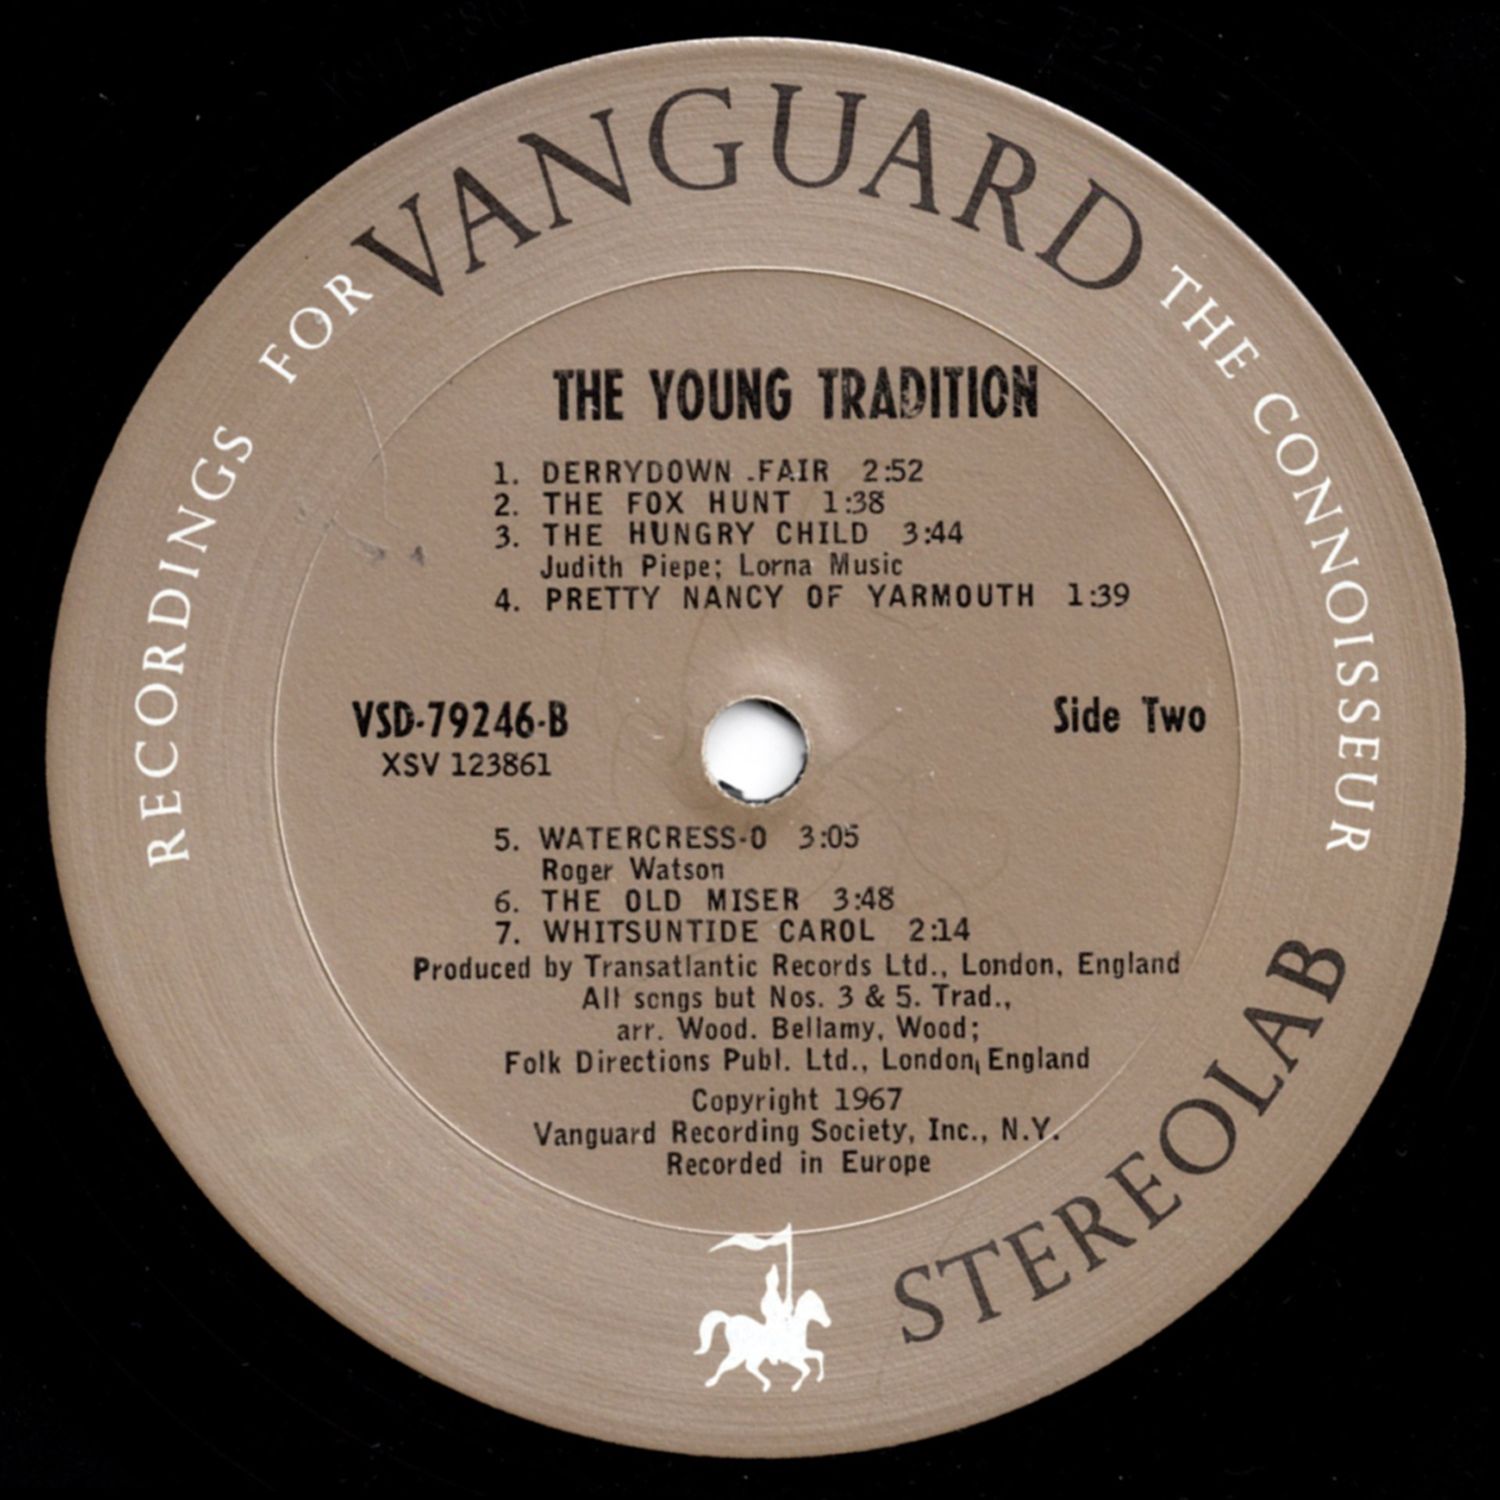 VANGUARD
RECORDINGS FOR THE CONNOISSEUR
THE YOUNG TRADITION
1. DERRYDOWN .FAIR 2:52
2. THE FOX HUNT 1:38
3. THE HUNGRY CHILD 3:44
Judith Piepe; Lorna Music
4. PRETTY NANCY OF YARMOUTH 1:39
VSD-79246-B
XSV 123861
Side Two
5. WATERCRESS-O 3:05
Roger Watson
6. THE OLD MISER 3:48
7. WHITSUNTIDE CAROL 2:14
Produced by Transatlantic Records Ltd., London, England
All songs but Nos. 3 & 5. Trad.,
arr. Wood. Bellamy, Wood;
Folk Directions Publ. Ltd., London, England
Copyright 1967
Vanguard Recording Society, Inc., N.Y.
Recorded in Europe
STEREOLAB